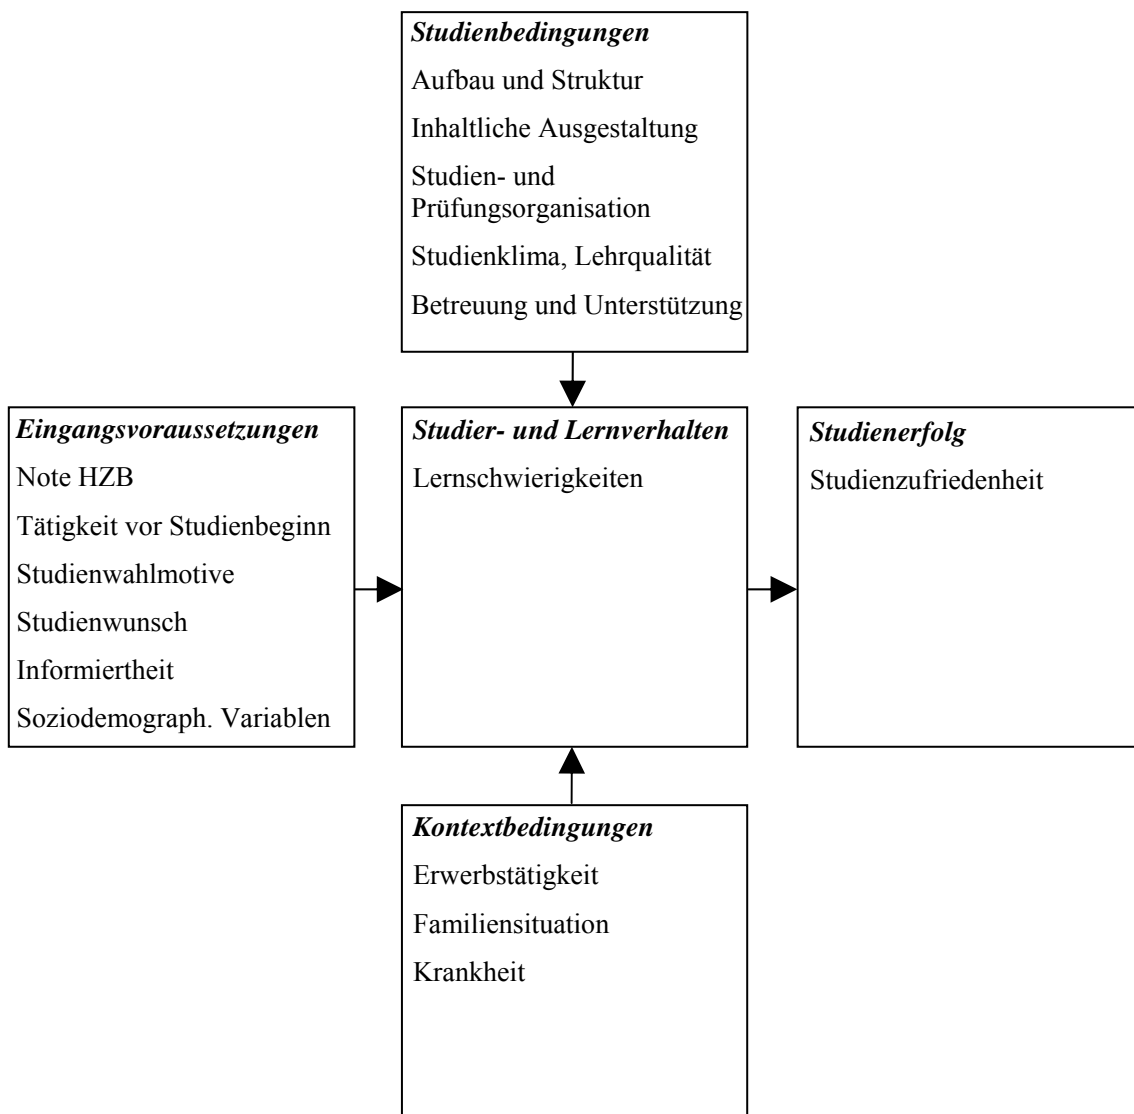 Studienbedingungen
Aufbau und Struktur
Inhaltliche Ausgestaltung
Studien- und
Prüfungsorganisation
Studienklima, Lehrqualität
Betreuung und Unterstützung
Eingangsvoraussetzungen
Note HZB
Tätigkeit vor Studienbeginn
Studienwahlmotive
Studienwunsch
Informiertheit
Soziodemograph. Variablen
Studier- und Lernverhalten
Lernschwierigkeiten
Studienerfolg
Studienzufriedenheit
Kontextbedingungen
Erwerbstätigkeit
Familiensituation
Krankheit